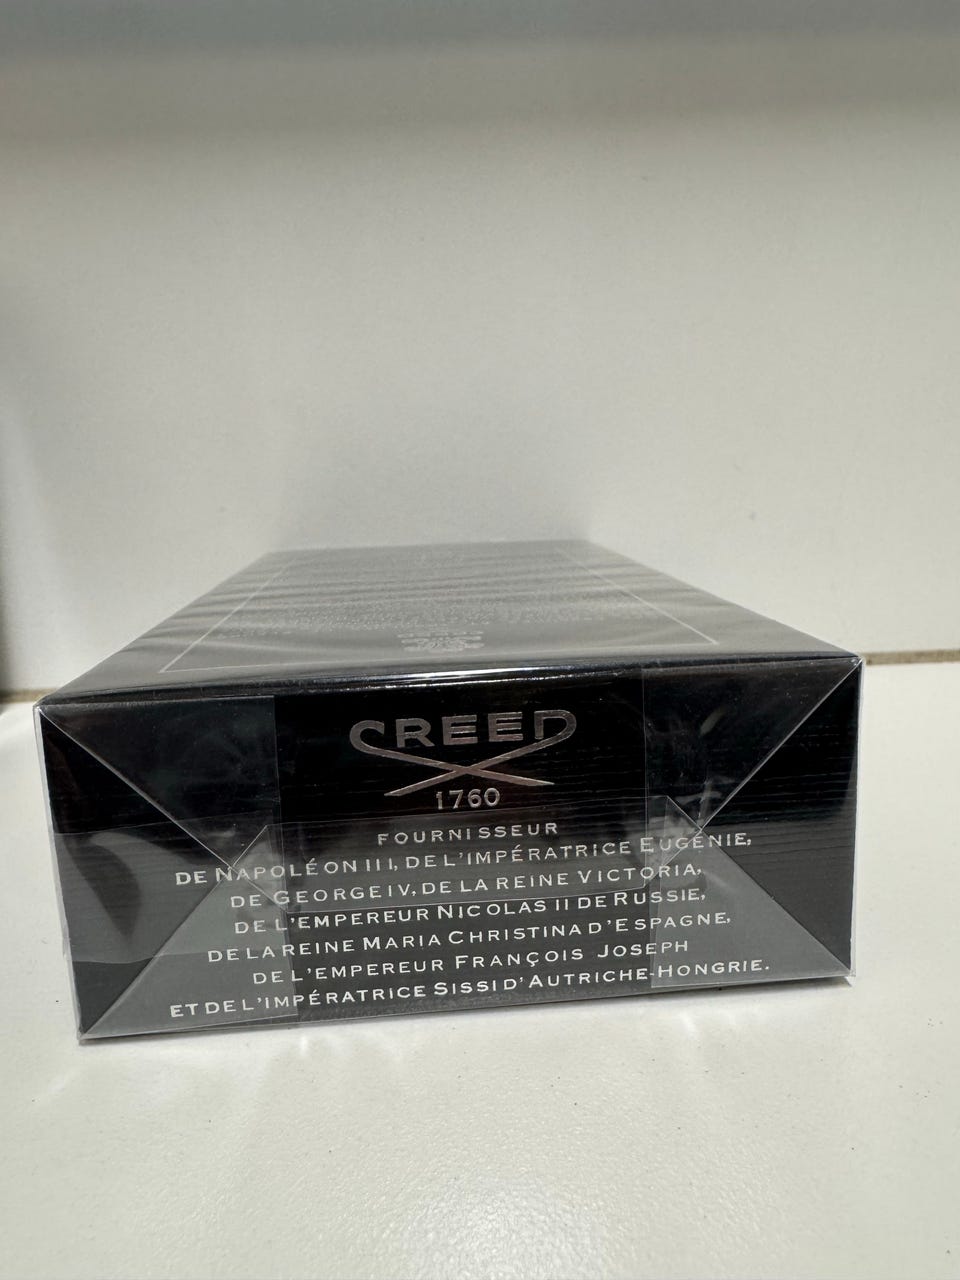 CREED
1760
FOURNISSEUR
DE NAPOLÉON III, DE L'IMPÉRATRICE EUGÉNIE,
DE GEORGE IV, DE LA REINE VICTORIA,
DE L'EMPEREUR NICOLAS II DE RUSSIE,
DE LA REINE MARIA CHRISTINA D'ESPAGNE,
DE L'EMPEREUR FRANÇOIS JOSEPH
ET DE L'IMPÉRATRICE SISSI D'AUTRICHE-HONGRIE.